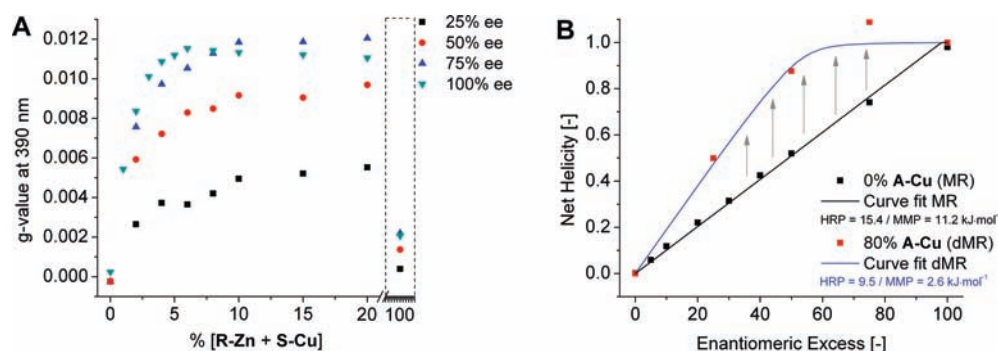 A
g-value at 390 nm
0.012
0.010
0.008
0.006
0.004
0.002
0.000
0 5 10 15 20 100
% [R-Zn + S-Cu]
25% ee
50% ee
75% ee
100% ee
B
Net Helicity [-]
1.0
0.8
0.6
0.4
0.2
0.0
0 20 40 60 80 100
Enantiomeric Excess [-]
0% A-Cu (MR)
Curve fit MR
HRP = 15.4 / MMP = 11.2 kJ·mol⁻¹
80% A-Cu (dMR)
Curve fit dMR
HRP = 9.5 / MMP = 2.6 kJ·mol⁻¹